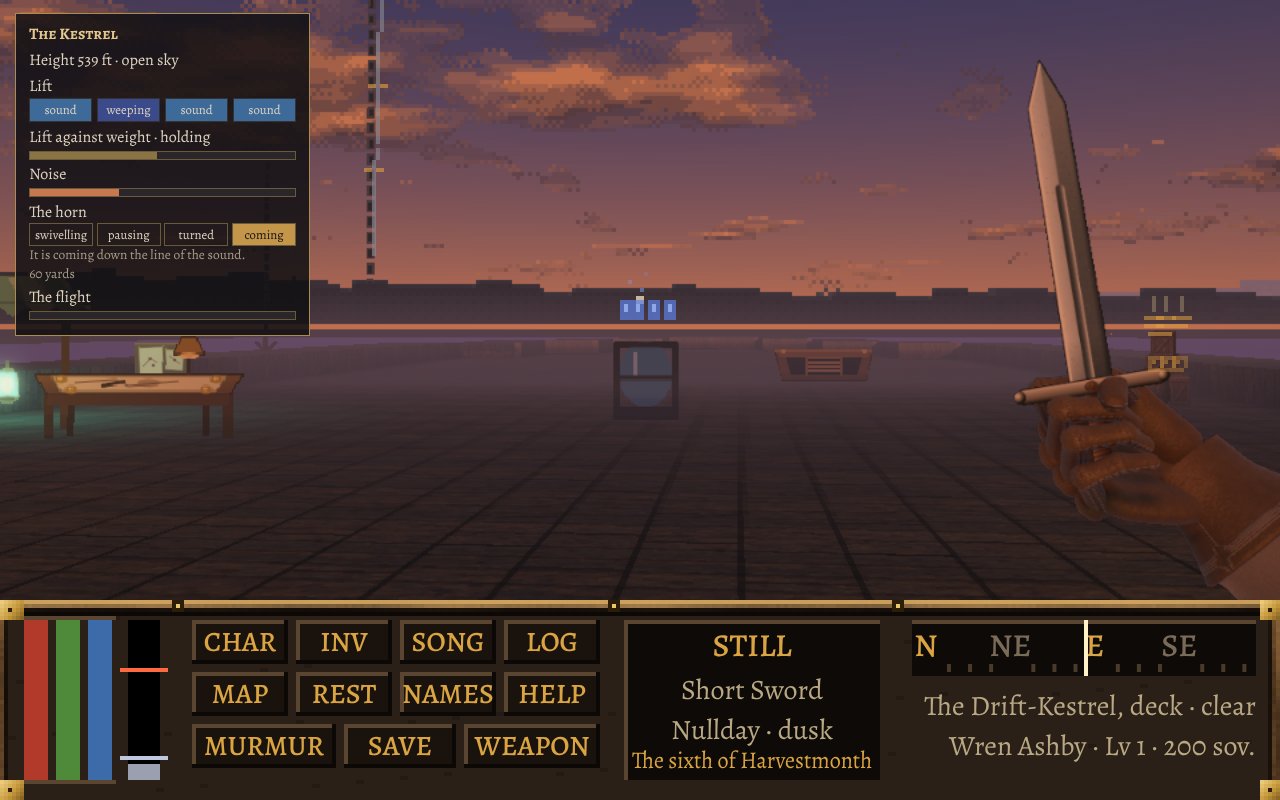 The Kestrel
Height 539 ft · open sky
Lift
sound weeping sound sound
Lift against weight · holding
Noise
The horn
swivelling pausing turned coming
It is coming down the line of the sound.
60 yards
The flight
CHAR INV SONG LOG
MAP REST NAMES HELP
MURMUR SAVE WEAPON
STILL
Short Sword
Nullday · dusk
The sixth of Harvestmonth
N NE E SE
The Drift-Kestrel, deck · clear
Wren Ashby · Lv 1 · 200 sov.